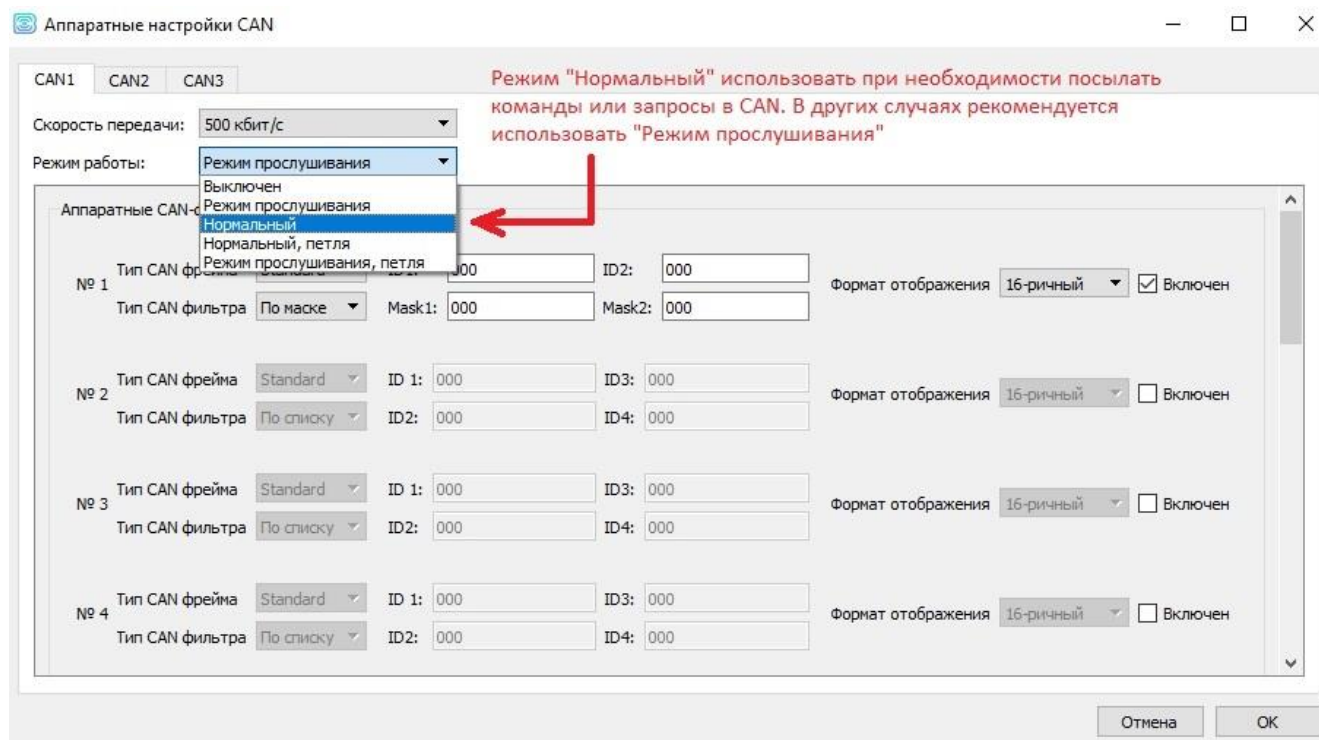 Аппаратные настройки CAN
CAN1 CAN2 CAN3
Режим "Нормальный" использовать при необходимости посылать
команды или запросы в CAN. В других случаях рекомендуется
использовать "Режим прослушивания"
Скорость передачи: 500 кбит/с
Режим работы: Режим прослушивания
Выключен
Режим прослушивания
Нормальный
Нормальный, петля
Режим прослушивания, петля
Аппаратные CAN-
№ 1
Тип CAN 000 ID2: 000
Тип CAN фильтра По маске Mask1: 000 Mask2: 000
Формат отображения 16-ричный Включен
№ 2
Тип CAN фрейма Standard ID 1: 000 ID3: 000
Тип CAN фильтра По списку ID2: 000 ID4: 000
Формат отображения 16-ричный Включен
№ 3
Тип CAN фрейма Standard ID 1: 000 ID3: 000
Тип CAN фильтра По списку ID2: 000 ID4: 000
Формат отображения 16-ричный Включен
№ 4
Тип CAN фрейма Standard ID 1: 000 ID3: 000
Тип CAN фильтра По списку ID2: 000 ID4: 000
Формат отображения 16-ричный Включен
Отмена OK